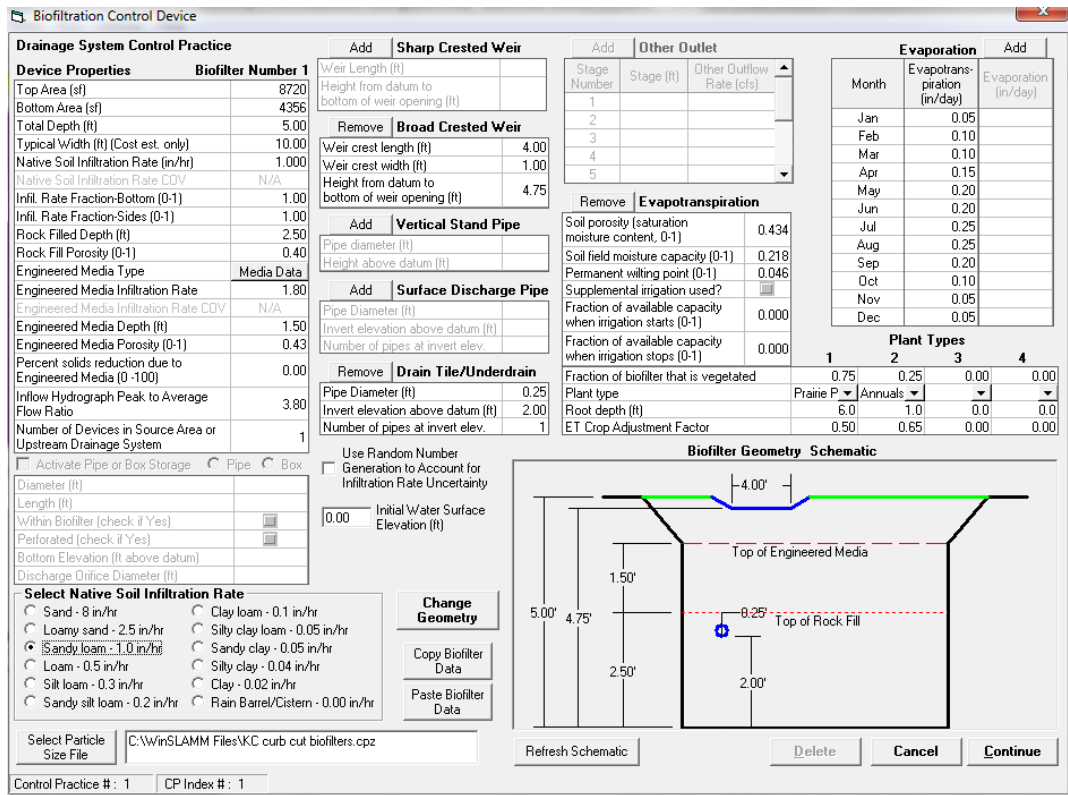 Biofiltration Control Device
Drainage System Control Practice
Device Properties Biofilter Number 1
Top Area (sf) 8720
Bottom Area (sf) 4356
Total Depth (ft) 5.00
Typical Width (ft) (Cost est. only) 10.00
Native Soil Infiltration Rate (in/hr) 1.000
Native Soil Infiltration Rate COV N/A
Infil. Rate Fraction-Bottom (0-1) 1.00
Infil. Rate Fraction-Sides (0-1) 1.00
Rock Filled Depth (ft) 2.50
Rock Fill Porosity (0-1) 0.40
Engineered Media Type Media Data
Engineered Media Infiltration Rate 1.80
Engineered Media Infiltration Rate COV N/A
Engineered Media Depth (ft) 1.50
Engineered Media Porosity (0-1) 0.43
Percent solids reduction due to
Engineered Media (0 -100) 0.00
Inflow Hydrograph Peak to Average
Flow Ratio 3.80
Number of Devices in Source Area or
Upstream Drainage System 1
Activate Pipe or Box Storage Pipe Box
Diameter (ft)
Length (ft)
Within Biofilter (check if Yes)
Perforated (check if Yes)
Bottom Elevation (ft above datum)
Discharge Orifice Diameter (ft)
Select Native Soil Infiltration Rate
Sand - 8 in/hr Clay loam - 0.1 in/hr
Loamy sand - 2.5 in/hr Silty clay loam - 0.05 in/hr
Sandy loam - 1.0 in/hr Sandy clay - 0.05 in/hr
Loam - 0.5 in/hr Silty clay - 0.04 in/hr
Silt loam - 0.3 in/hr Clay - 0.02 in/hr
Sandy silt loam - 0.2 in/hr Rain Barrel/Cistern - 0.00 in/hr
Select Particle
Size File
C:\WinSLAMM Files\KC curb cut biofilters.cpz
Control Practice # : 1 CP Index # : 1
Add Sharp Crested Weir
Weir Length (ft)
Height from datum to
bottom of weir opening (ft)
Remove Broad Crested Weir
Weir crest length (ft) 4.00
Weir crest width (ft) 1.00
Height from datum to
bottom of weir opening (ft) 4.75
Add Vertical Stand Pipe
Pipe diameter (ft)
Height above datum (ft)
Add Surface Discharge Pipe
Pipe Diameter (ft)
Invert elevation above datum (ft)
Number of pipes at invert elev.
Remove Drain Tile/Underdrain
Pipe Diameter (ft) 0.25
Invert elevation above datum (ft) 2.00
Number of pipes at invert elev. 1
Use Random Number
Generation to Account for
Infiltration Rate Uncertainty
0.00 Initial Water Surface
Elevation (ft)
Change
Geometry
Copy Biofilter
Data
Paste Biofilter
Data
Add Other Outlet
Stage
Number Stage (ft) Other Outflow
Rate (cfs)
1
2
3
4
5
Remove Evapotranspiration
Soil porosity (saturation
moisture content, 0-1) 0.434
Soil field moisture capacity (0-1) 0.218
Permanent wilting point (0-1) 0.046
Supplemental irrigation used?
Fraction of available capacity
when irrigation starts (0-1) 0.000
Fraction of available capacity
when irrigation stops (0-1) 0.000
Evaporation Add
Month Evapotrans-
piration
(in/day) Evaporation
(in/day)
Jan 0.05
Feb 0.10
Mar 0.10
Apr 0.15
May 0.20
Jun 0.20
Jul 0.25
Aug 0.25
Sep 0.20
Oct 0.10
Nov 0.05
Dec 0.05
Plant Types
1 2 3 4
Fraction of biofilter that is vegetated 0.75 0.25 0.00 0.00
Plant type Prairie P Annuals
Root depth (ft) 6.0 1.0 0.0 0.0
ET Crop Adjustment Factor 0.50 0.65 0.00 0.00
Biofilter Geometry Schematic
4.00'
Top of Engineered Media
1.50'
5.00' 4.75' 0.25' Top of Rock Fill
2.50' 2.00'
Refresh Schematic Delete Cancel Continue